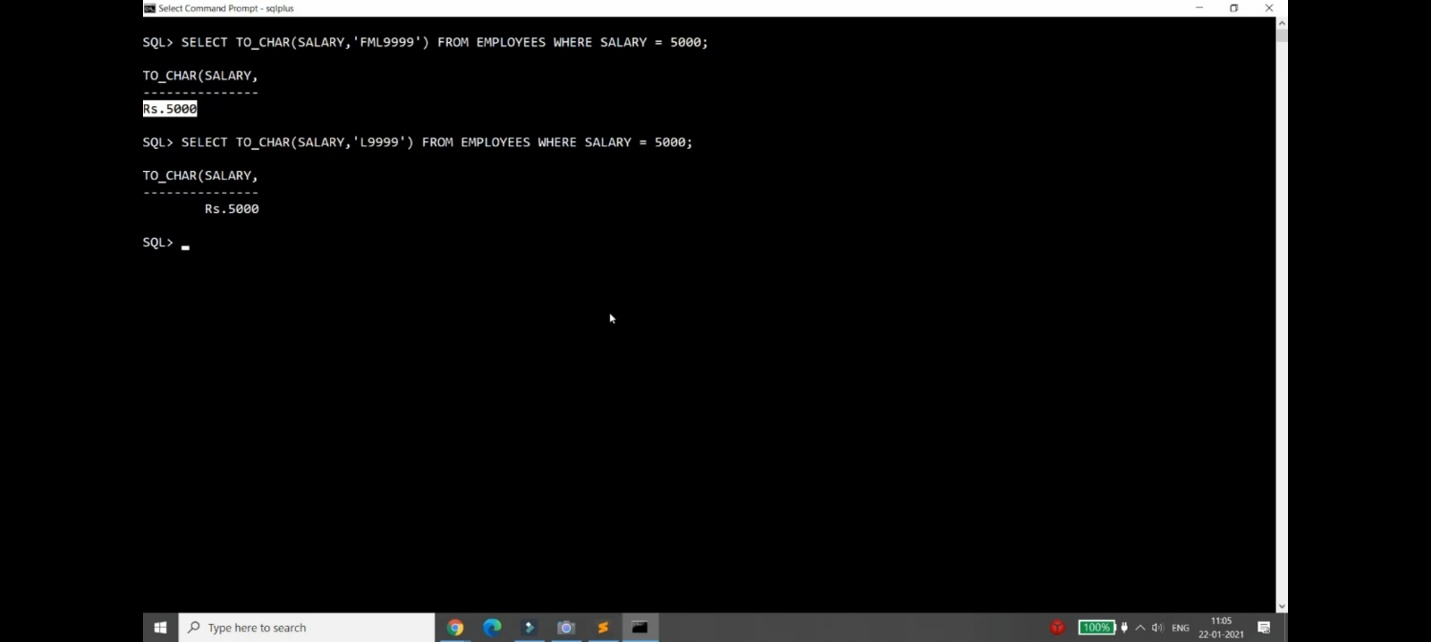 Select Command Prompt - sqlplus
SQL> SELECT TO_CHAR(SALARY,'FML9999') FROM EMPLOYEES WHERE SALARY = 5000;
TO_CHAR(SALARY,
---------------
Rs.5000
SQL> SELECT TO_CHAR(SALARY,'L9999') FROM EMPLOYEES WHERE SALARY = 5000;
TO_CHAR(SALARY,
---------------
Rs.5000
SQL> _
Type here to search
100%
ENG
11:05
22-01-2021